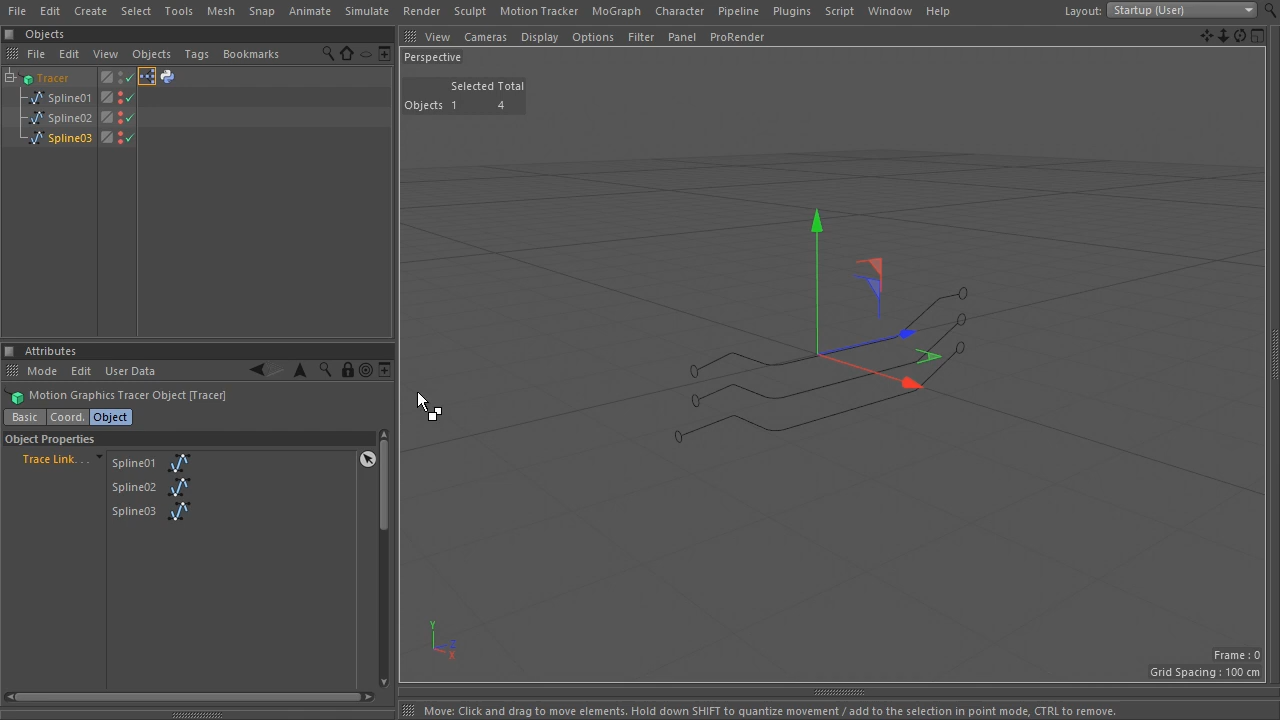 File Edit Create Select Tools Mesh Snap Animate Simulate Render Sculpt Motion Tracker MoGraph Character Pipeline Plugins Script Window Help Layout: Startup (User)
Objects
File Edit View Objects Tags Bookmarks
Tracer
Spline01
Spline02
Spline03
Attributes
Mode Edit User Data
Motion Graphics Tracer Object [Tracer]
Basic Coord. Object
Object Properties
Trace Link. . . Spline01
Spline02
Spline03
View Cameras Display Options Filter Panel ProRender
Perspective
Selected Total
Objects 1 4
Y
Z
X
Frame : 0
Grid Spacing : 100 cm
Move: Click and drag to move elements. Hold down SHIFT to quantize movement / add to the selection in point mode, CTRL to remove.